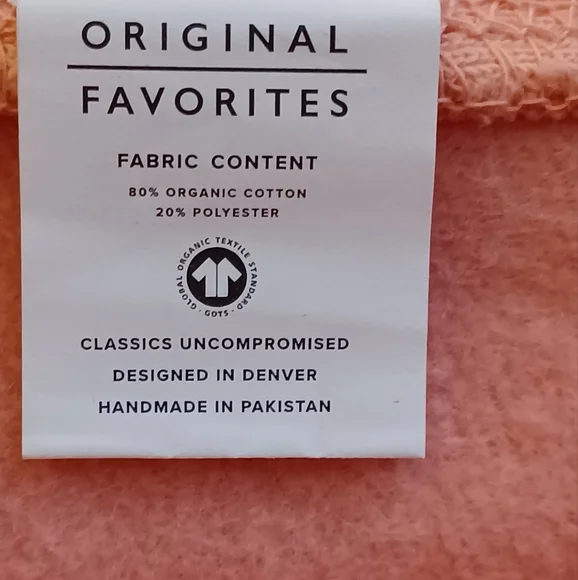 ORIGINAL
FAVORITES
FABRIC CONTENT
80% ORGANIC COTTON
20% POLYESTER
GLOBAL ORGANIC TEXTILE STANDARD · GOTS ·
CLASSICS UNCOMPROMISED
DESIGNED IN DENVER
HANDMADE IN PAKISTAN